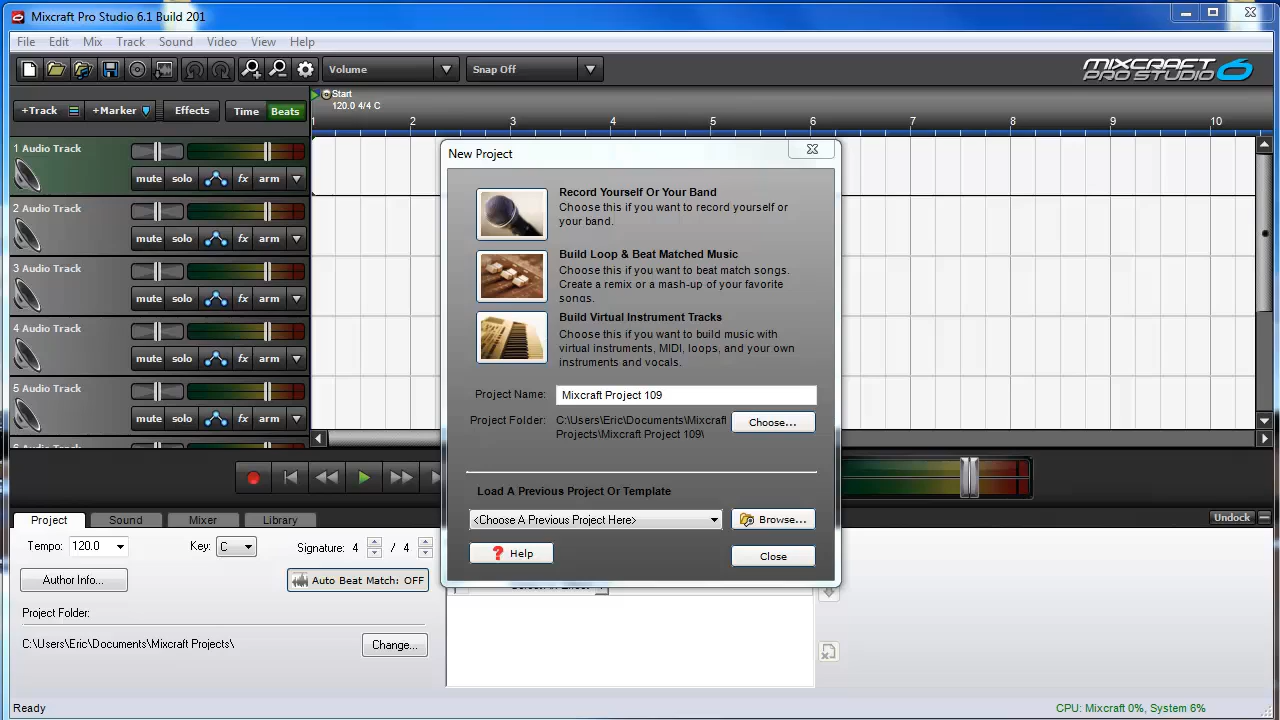 Mixcraft Pro Studio 6.1 Build 201
File Edit Mix Track Sound Video View Help
Volume Snap Off MIXCRAFT PRO STUDIO 6
+Track +Marker Effects Time Beats
Start
120.0 4/4 C
1 2 3 4 5 6 7 8 9 10
1 Audio Track
mute solo fx arm
2 Audio Track
mute solo fx arm
3 Audio Track
mute solo fx arm
4 Audio Track
mute solo fx arm
5 Audio Track
mute solo fx arm
New Project
Record Yourself Or Your Band
Choose this if you want to record yourself or
your band.
Build Loop & Beat Matched Music
Choose this if you want to beat match songs.
Create a remix or a mash-up of your favorite
songs.
Build Virtual Instrument Tracks
Choose this if you want to build music with
virtual instruments, MIDI, loops, and your own
instruments and vocals.
Project Name: Mixcraft Project 109
Project Folder: C:\Users\Eric\Documents\Mixcraft
Projects\Mixcraft Project 109\
Choose...
Load A Previous Project Or Template
<Choose A Previous Project Here> Browse...
? Help Close
Project Sound Mixer Library Undock
Tempo: 120.0 Key: C Signature: 4 / 4
Author Info... Auto Beat Match: OFF
Project Folder:
C:\Users\Eric\Documents\Mixcraft Projects\ Change...
Ready CPU: Mixcraft 0%, System 6%